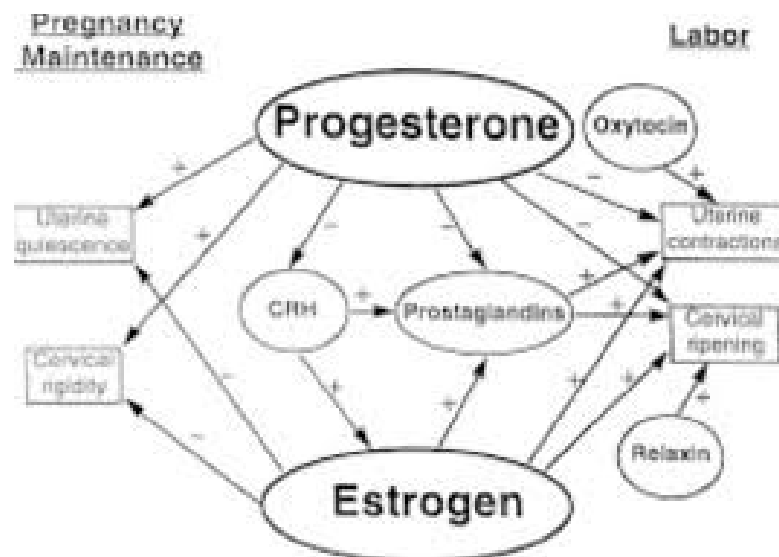 Pregnancy
Maintenance
Labor
Progesterone
Oxytocin
+
+
-
-
+
-
-
Uterine
quiescence
Uterine
contractions
CRH
+
Prostaglandins
+
+
Cervical
rigidity
Cervical
ripening
-
-
+
+
+
+
+
Relaxin
Estrogen